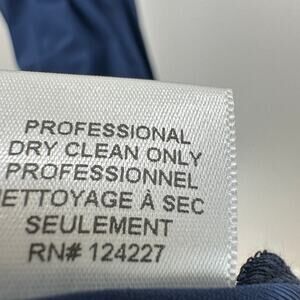 PROFESSIONAL
DRY CLEAN ONLY
PROFESSIONNEL
ETTOYAGE À SEC
SEULEMENT
RN# 124227